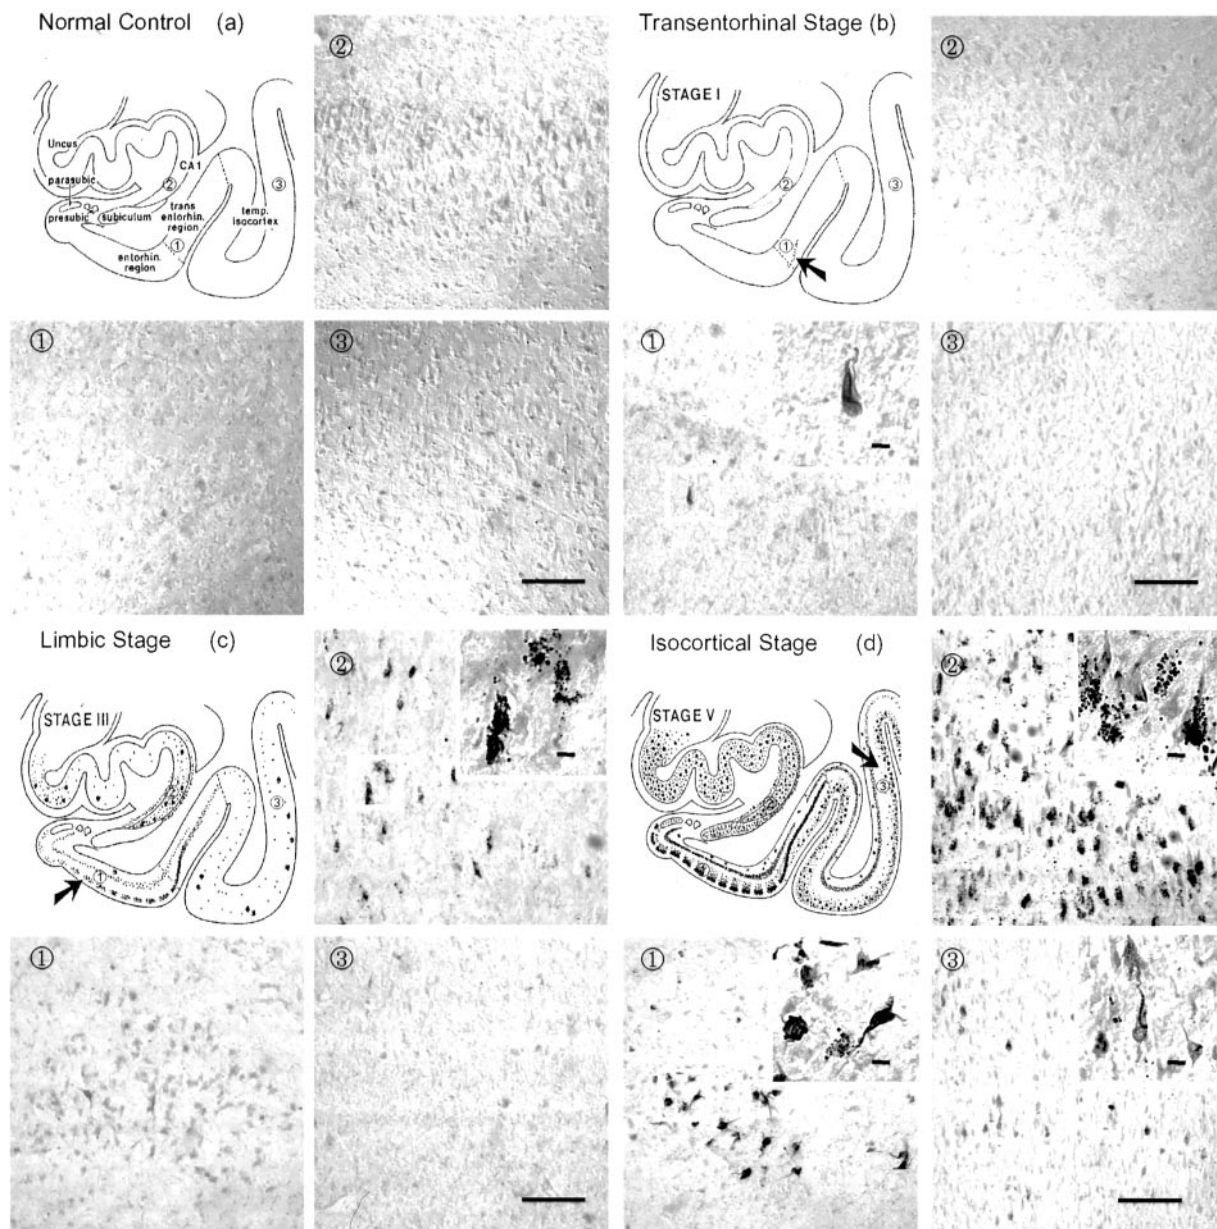 Normal Control (a)
②
Uncus
CA1
parasubic
②
③
presubic
subiculum
trans
entorhin.
region
temp.
isocortex
①
entorhin.
region
①
③
Transentorhinal Stage (b)
②
STAGE I
②
③
①
①
③
Limbic Stage (c)
②
STAGE III
③
①
①
③
Isocortical Stage (d)
②
STAGE V
③
①
③